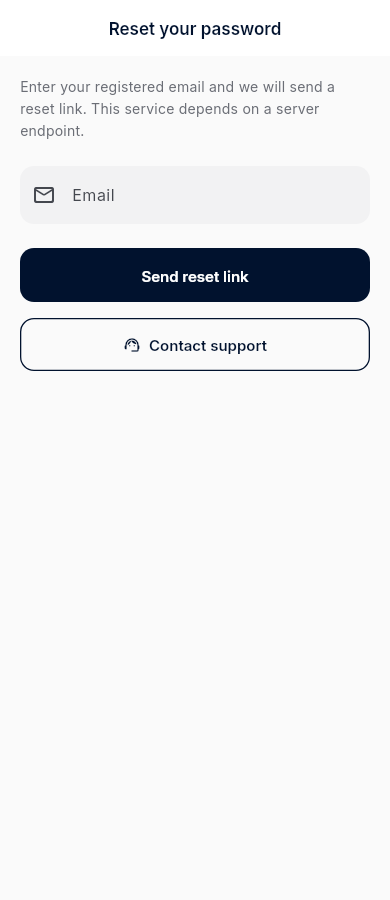 Reset your password
Enter your registered email and we will send a
reset link. This service depends on a server
endpoint.
Email
Send reset link
Contact support